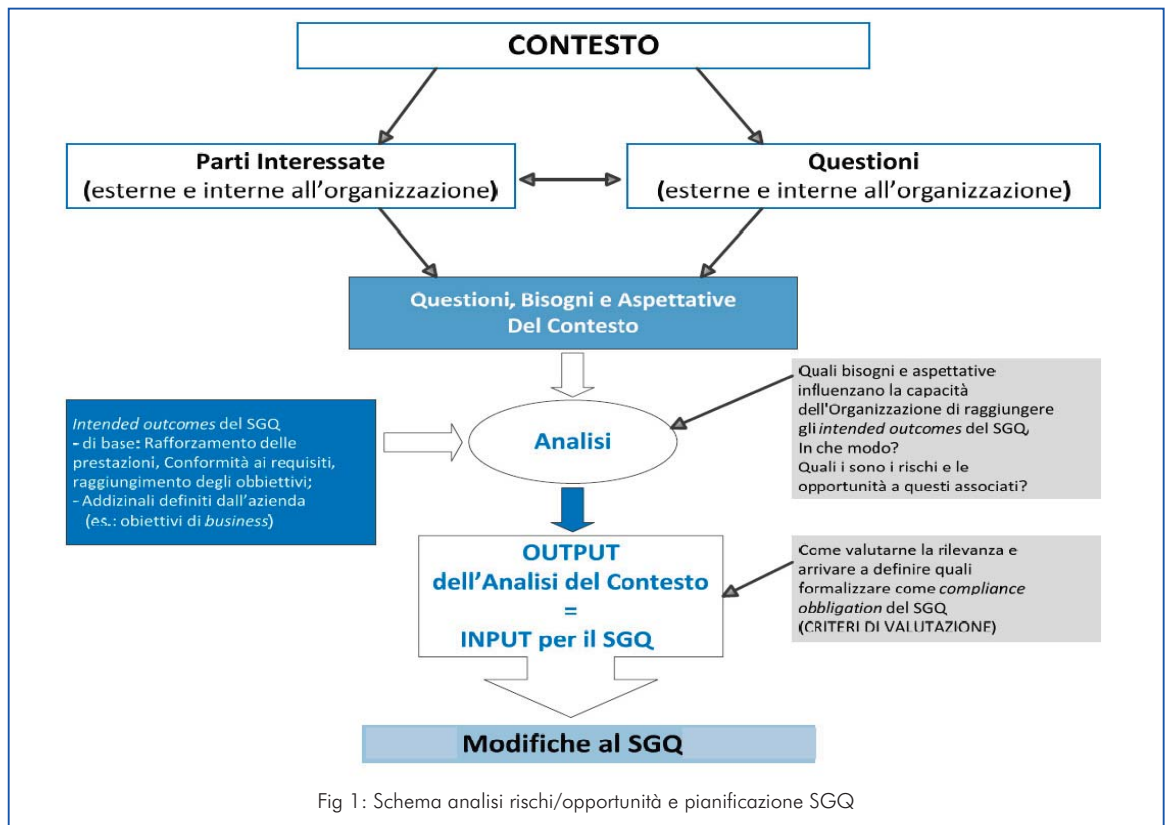 CONTESTO
Parti Interessate
(esterne e interne all'organizzazione)
Questioni
(esterne e interne all'organizzazione)
Questioni, Bisogni e Aspettative
Del Contesto
Intended outcomes del SGQ
- di base: Rafforzamento delle
prestazioni, Conformità ai requisiti,
raggiungimento degli obbiettivi;
- Addizinali definiti dall'azienda
(es.: obiettivi di business)
Analisi
Quali bisogni e aspettative
influenzano la capacità
dell'Organizzazione di raggiungere
gli intended outcomes del SGQ,
In che modo?
Quali i sono i rischi e le
opportunità a questi associati?
OUTPUT
dell'Analisi del Contesto
=
INPUT per il SGQ
Come valutarne la rilevanza e
arrivare a definire quali
formalizzare come compliance
obbligation del SGQ
(CRITERI DI VALUTAZIONE)
Modifiche al SGQ
Fig 1: Schema analisi rischi/opportunità e pianificazione SGQ